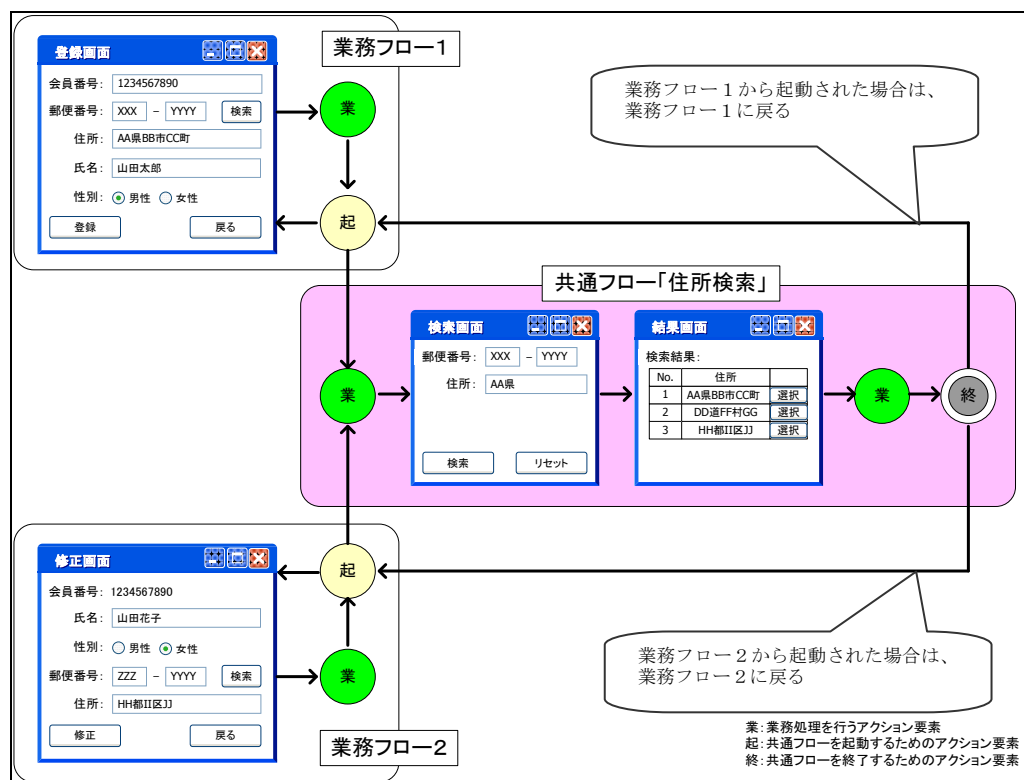 登録画面
会員番号: 1234567890
郵便番号: XXX － YYYY 検索
住所: AA県BB市CC町
氏名: 山田太郎
性別: 男性 女性
登録 戻る
業務フロー1
業
起
業務フロー１から起動された場合は、
業務フロー１に戻る
共通フロー「住所検索」
業
検索画面
郵便番号: XXX － YYYY
住所: AA県
検索 リセット
結果画面
検索結果:
No. 住所
1 AA県BB市CC町 選択
2 DD道FF村GG 選択
3 HH都II区JJ 選択
業
終
修正画面
会員番号: 1234567890
氏名: 山田花子
性別: 男性 女性
郵便番号: ZZZ － YYYY 検索
住所: HH都II区JJ
修正 戻る
起
業
業務フロー2
業務フロー２から起動された場合は、
業務フロー２に戻る
業: 業務処理を行うアクション要素
起: 共通フローを起動するためのアクション要素
終: 共通フローを終了するためのアクション要素